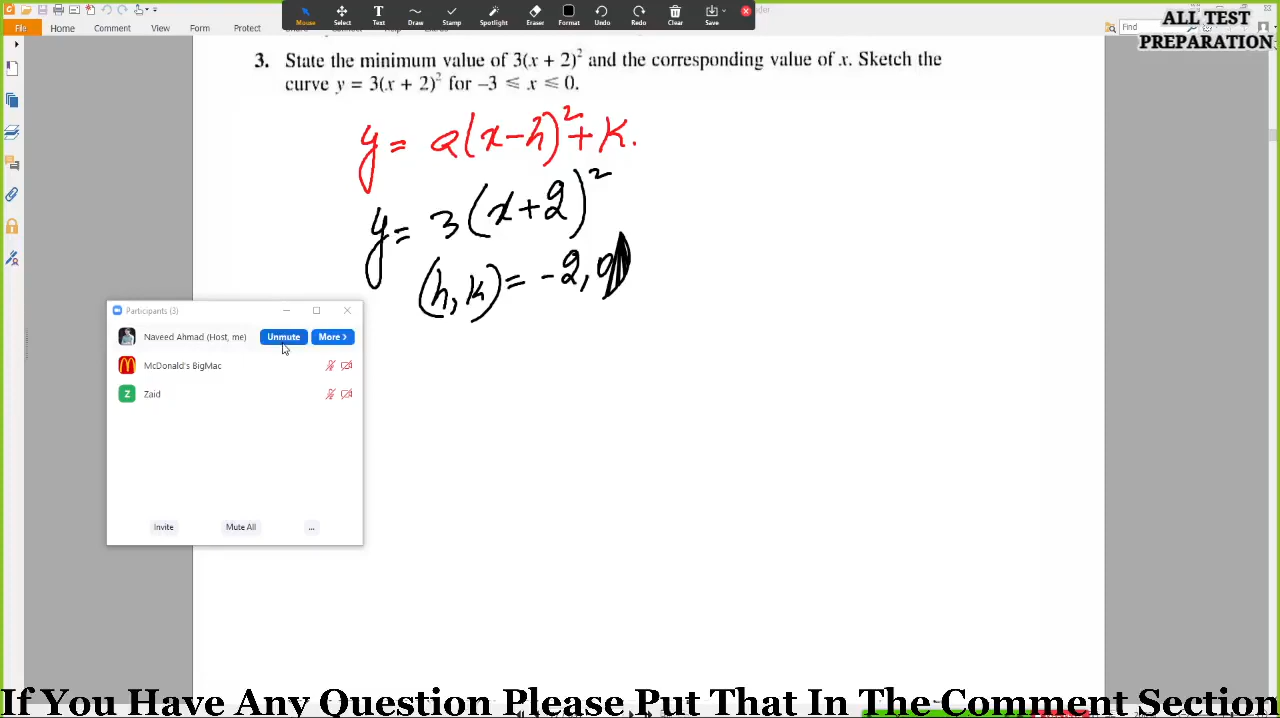 Mouse Select Text Draw Stamp Spotlight Eraser Format Undo Redo Clear Save
ALL TEST
PREPARATION
File Home Comment View Form Protect
Find
3. State the minimum value of 3(x + 2)² and the corresponding value of x. Sketch the
curve y = 3(x + 2)² for –3 ⩽ x ⩽ 0.
y = a(x-h)² + k.
y = 3(x+2)²
(h, k) = -2, 0
Participants (3)
Naveed Ahmad (Host, me) Unmute More >
McDonald's BigMac
Z Zaid
Invite Mute All ...
If You Have Any Question Please Put That In The Comment Section